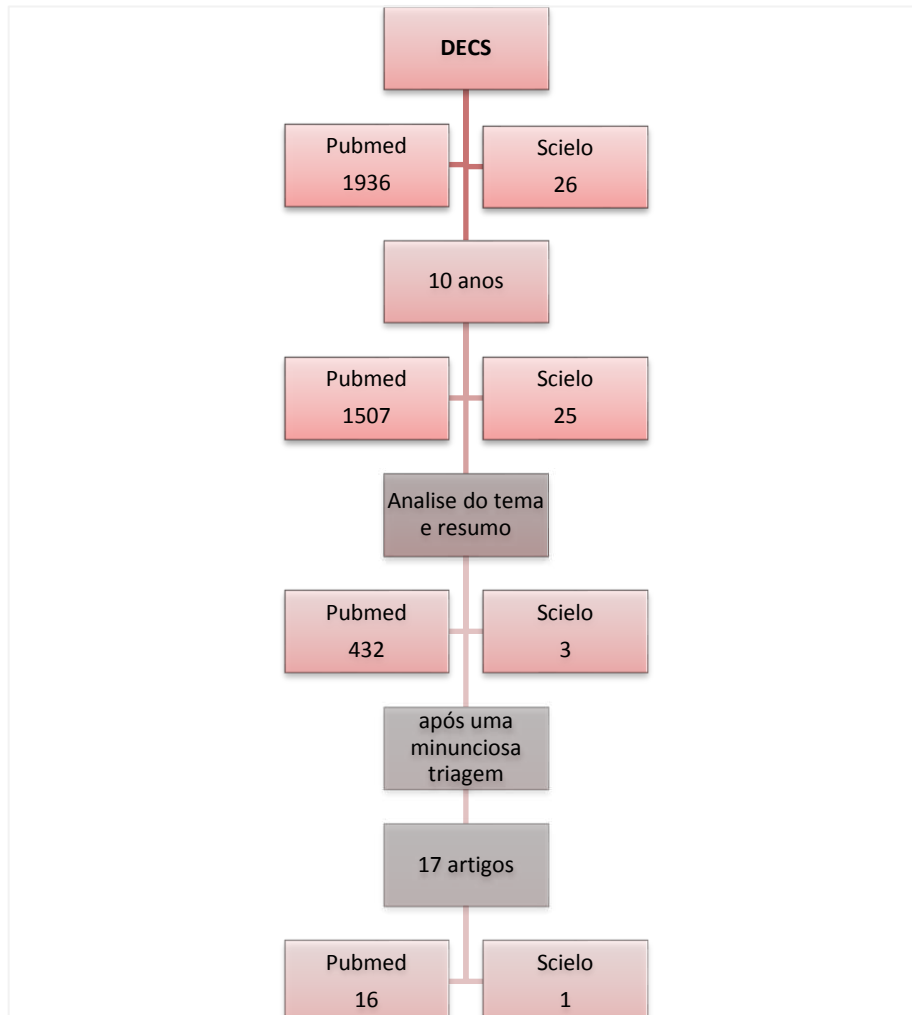 DECS
Pubmed
1936
Scielo
26
10 anos
Pubmed
1507
Scielo
25
Analise do tema
e resumo
Pubmed
432
Scielo
3
após uma
minunciosa
triagem
17 artigos
Pubmed
16
Scielo
1